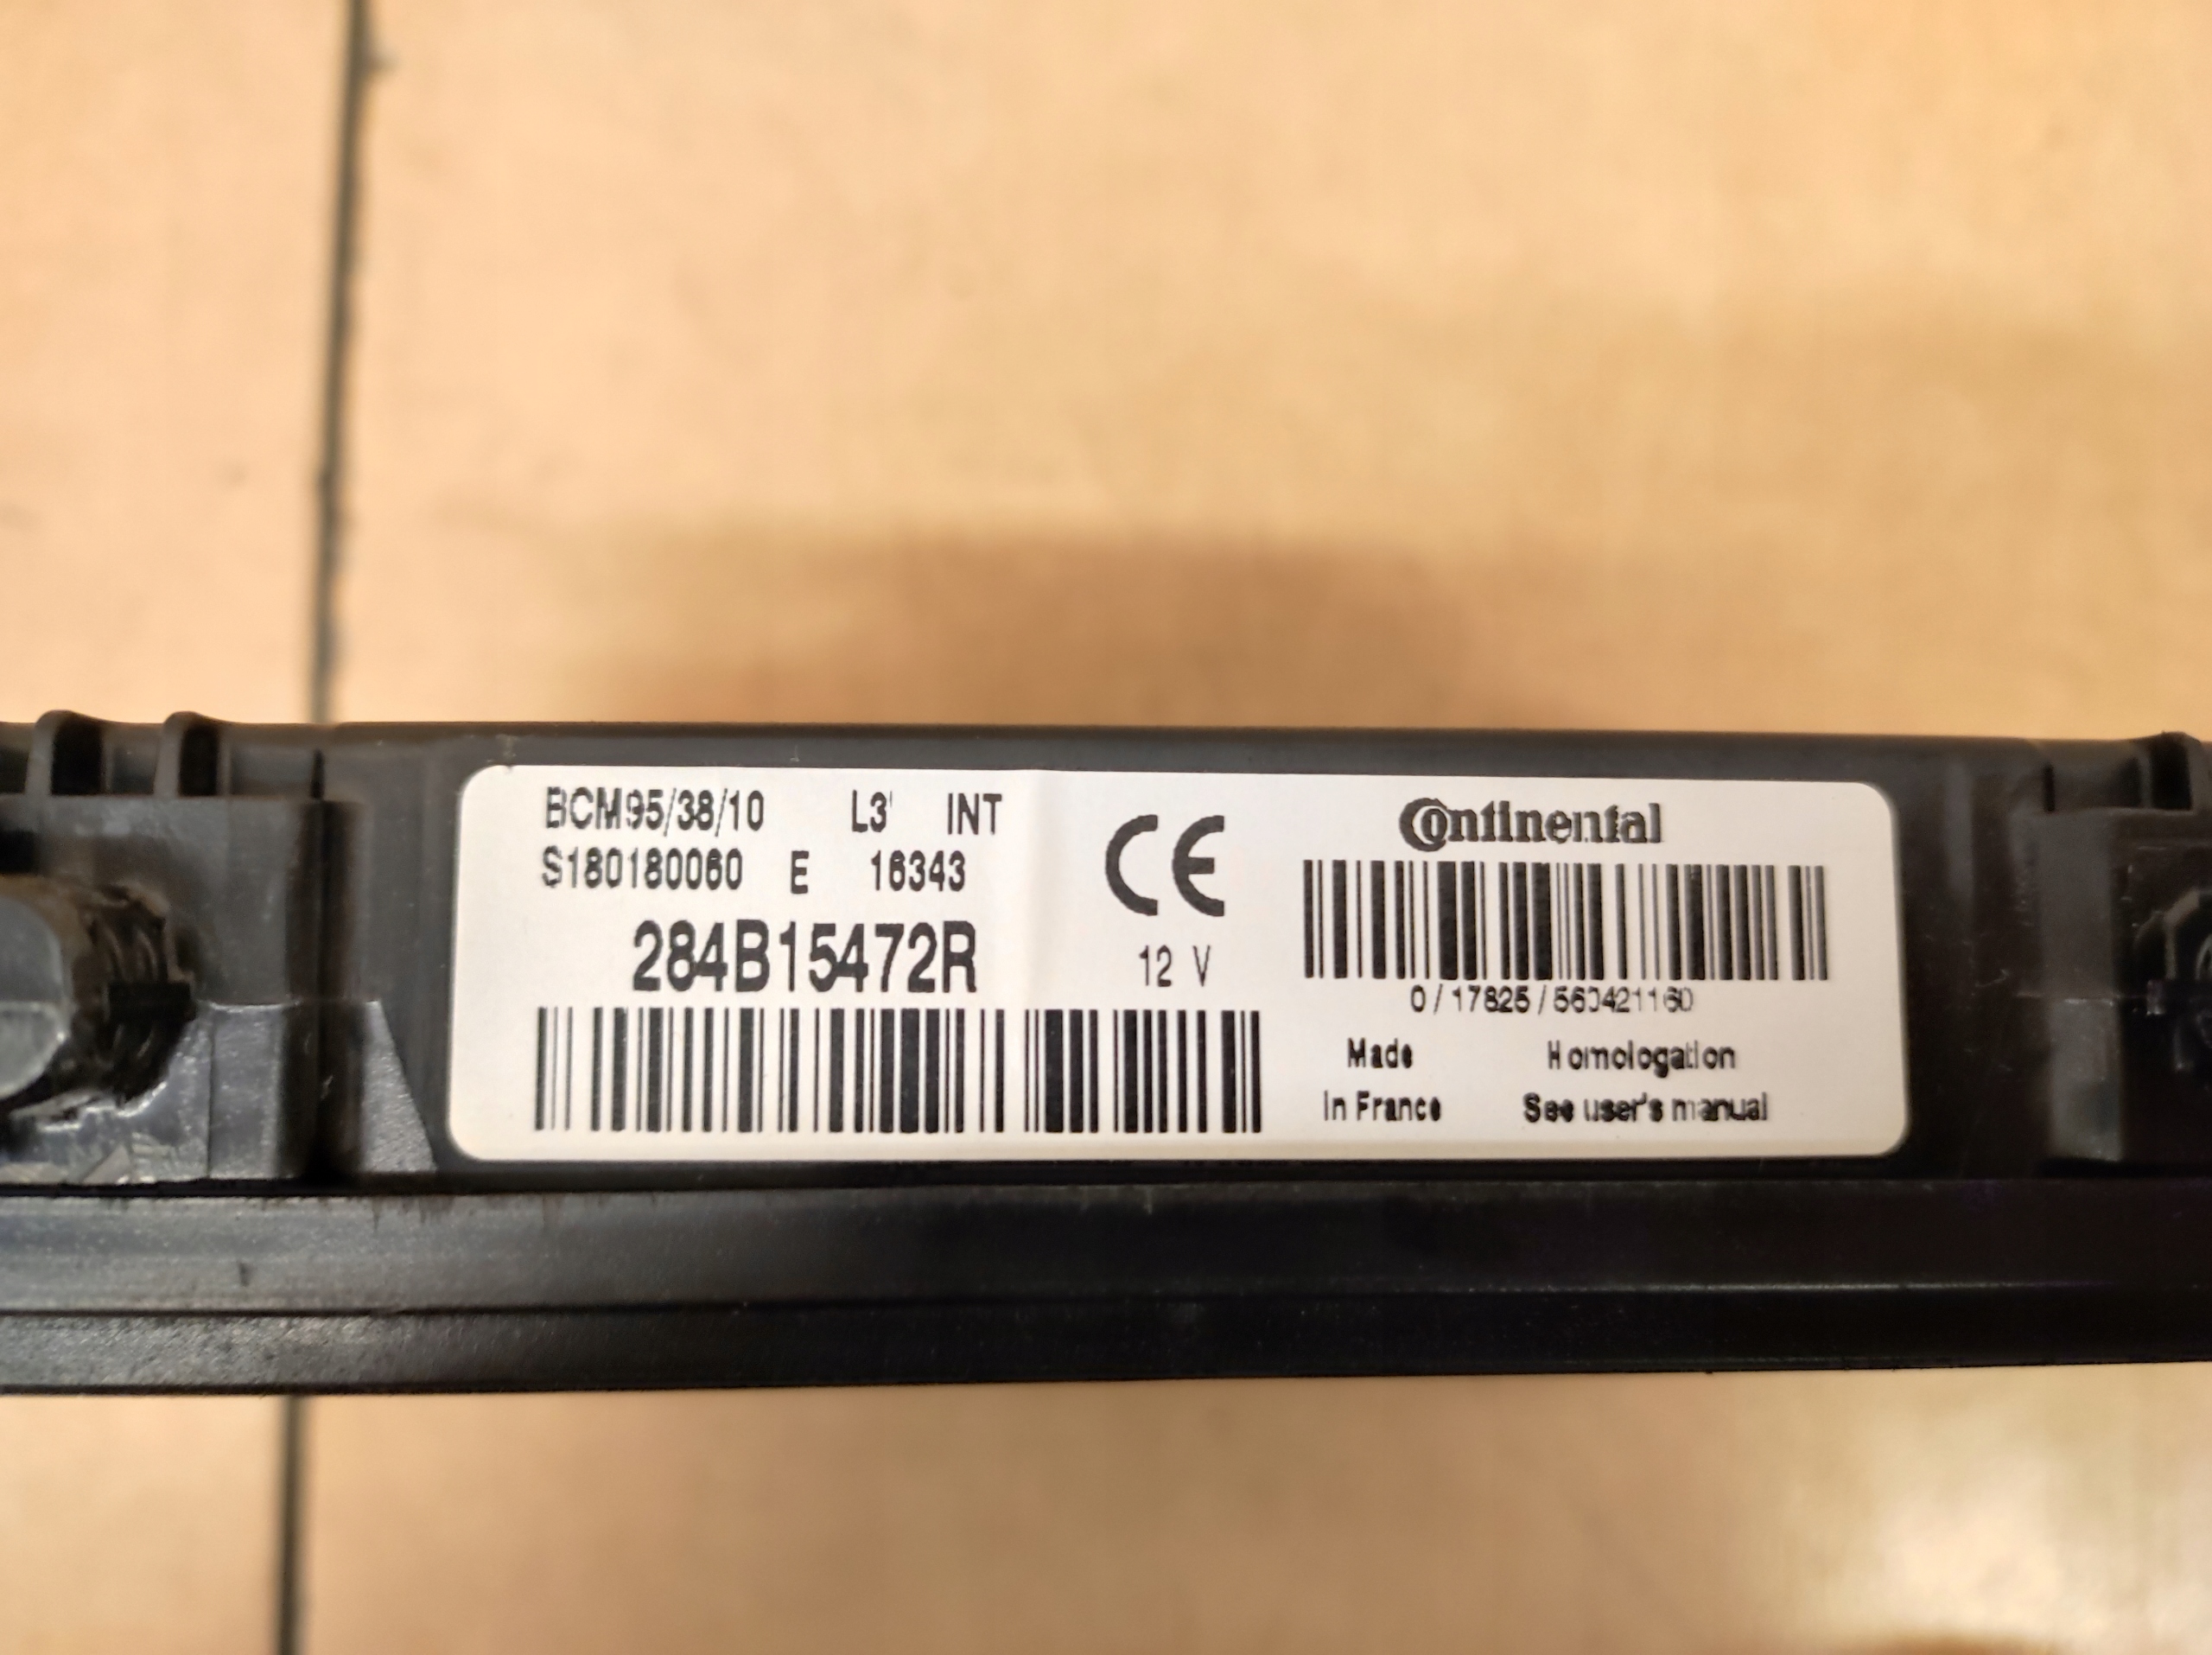 BCM95/38/10 L3' INT
S180180060 E 16343
284B15472R
CE
12 V
Continental
0/17825/560421160
Made
in France
Homologation
See user's manual